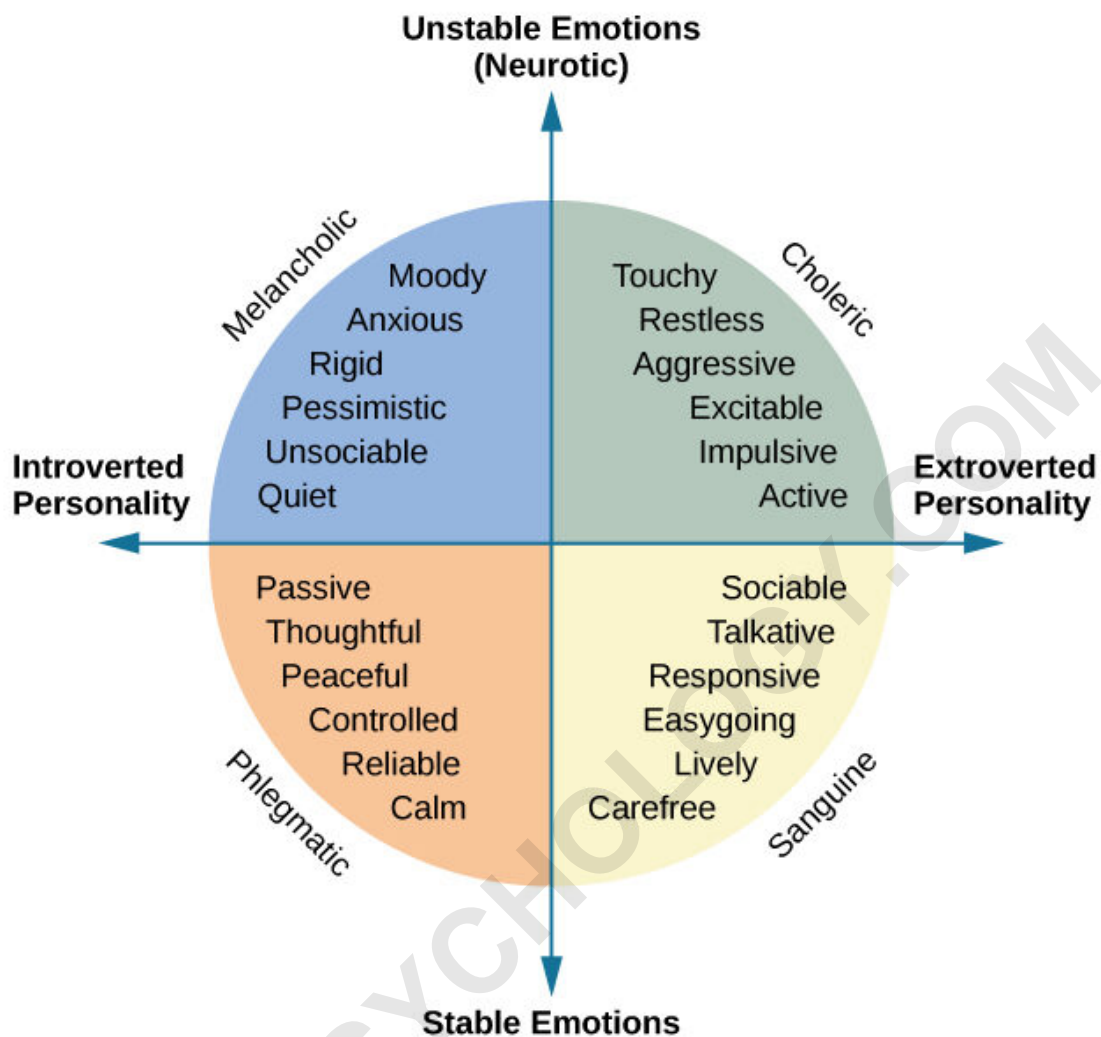 Unstable Emotions
(Neurotic)
Melancholic
Choleric
Moody
Anxious
Rigid
Pessimistic
Unsociable
Quiet
Touchy
Restless
Aggressive
Excitable
Impulsive
Active
Introverted
Personality
Extroverted
Personality
Passive
Thoughtful
Peaceful
Controlled
Reliable
Calm
Sociable
Talkative
Responsive
Easygoing
Lively
Carefree
Phlegmatic
Sanguine
Stable Emotions